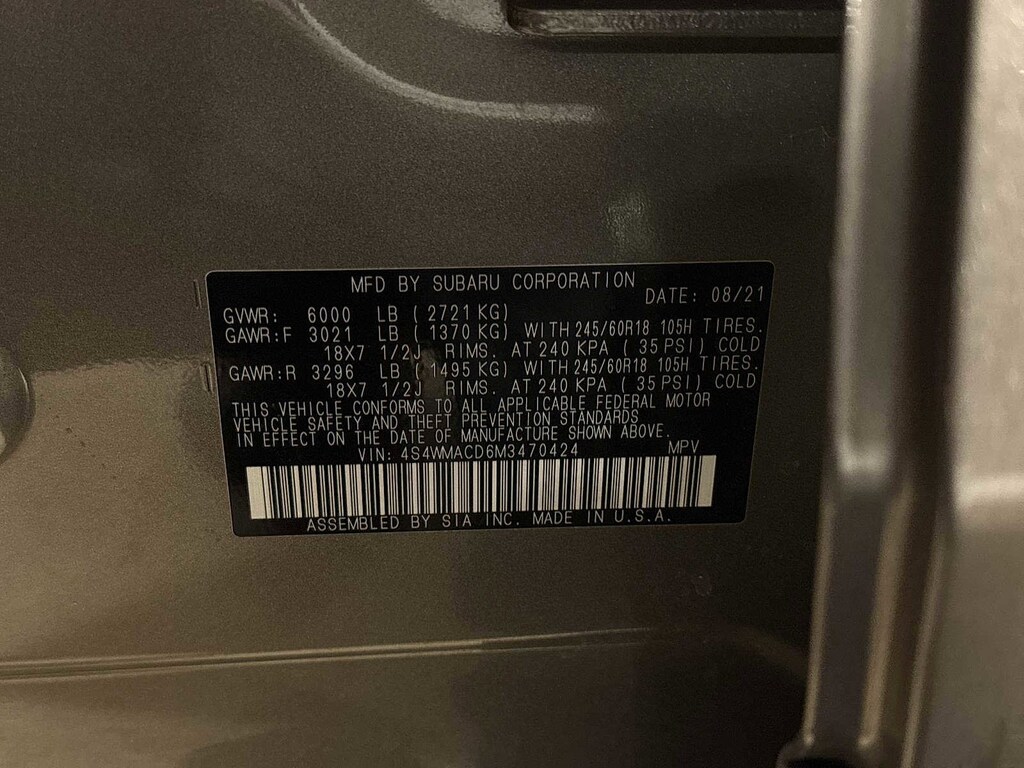 MFD BY SUBARU CORPORATION
DATE: 08/21
GVWR: 6000 LB ( 2721 KG)
GAWR:F 3021 LB ( 1370 KG) WITH 245/60R18 105H TIRES.
18X7 1/2J RIMS. AT 240 KPA ( 35 PSI) COLD
GAWR:R 3296 LB ( 1495 KG) WITH 245/60R18 105H TIRES.
18X7 1/2J RIMS. AT 240 KPA ( 35 PSI) COLD
THIS VEHICLE CONFORMS TO ALL APPLICABLE FEDERAL MOTOR
VEHICLE SAFETY AND THEFT PREVENTION STANDARDS
IN EFFECT ON THE DATE OF MANUFACTURE SHOWN ABOVE.
VIN: 4S4WMACD6M3470424 MPV
ASSEMBLED BY SIA INC. MADE IN U.S.A.